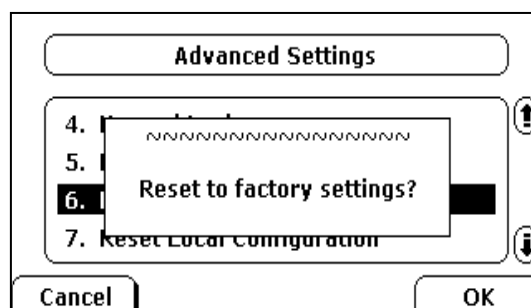 Advanced Settings
4.
5.
~~~~~~~~~~~~~~~~
Reset to factory settings?
6.
7. Reset Local Configuration
Cancel
OK